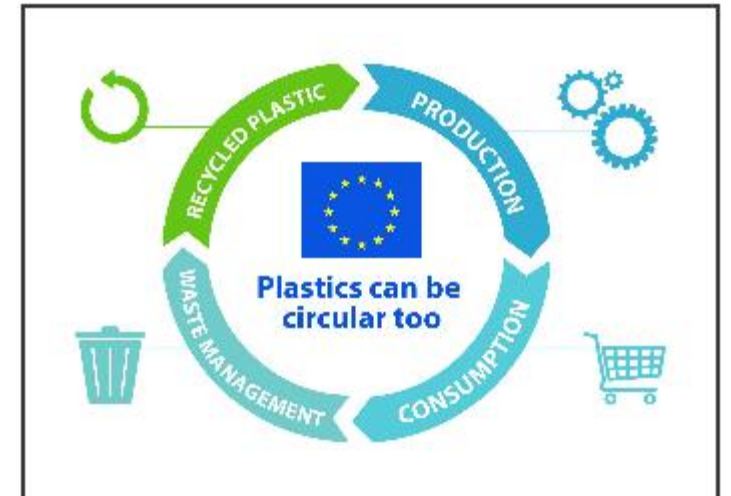 RECYCLED PLASTIC
PRODUCTION
Plastics can be
circular too
WASTE MANAGEMENT
CONSUMPTION